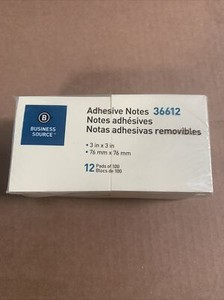 B
BUSINESS
SOURCE
Adhesive Notes 36612
Notes adhésives
Notas adhesivas removibles
• 3 in x 3 in
• 76 mm x 76 mm
12 Pads of 100
Blocs de 100